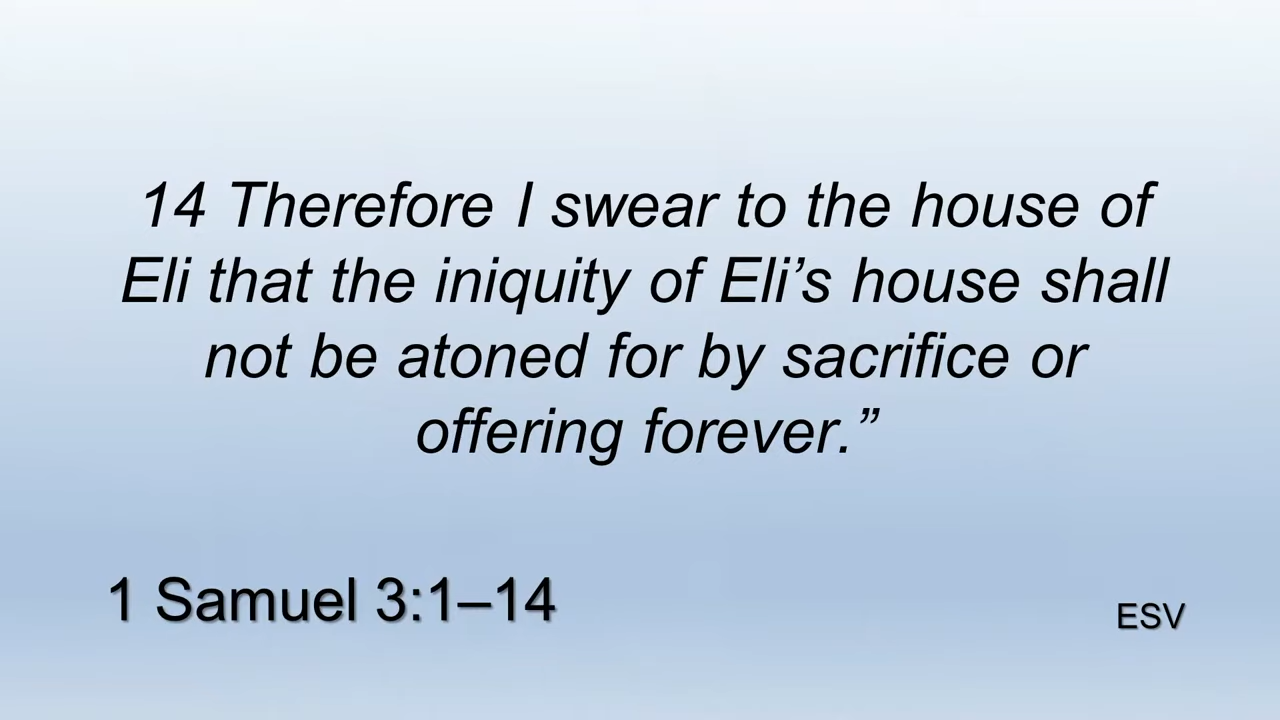 14 Therefore I swear to the house of
Eli that the iniquity of Eli’s house shall
not be atoned for by sacrifice or
offering forever.”
1 Samuel 3:1–14
ESV